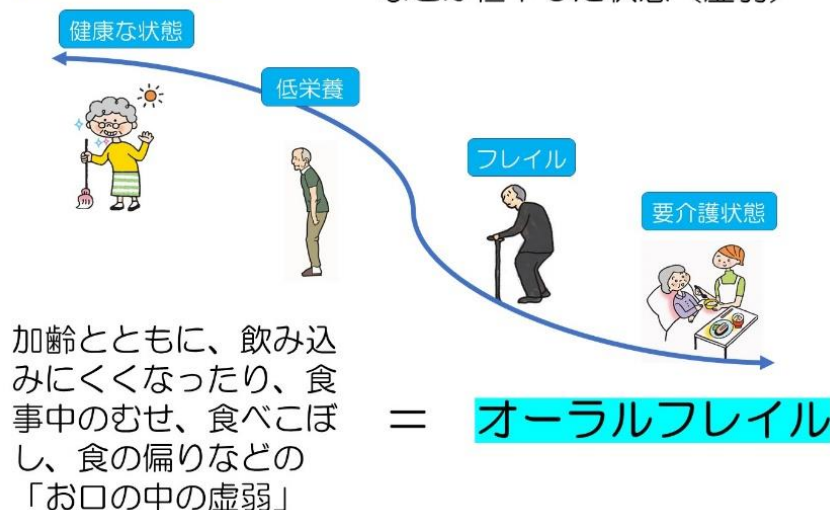 健康な状態
低栄養
フレイル
要介護状態
加齢とともに、飲み込
みにくくなったり、食
事中のむせ、食べこぼ
し、食の偏りなどの
「お口の中の虚弱」
＝ オーラルフレイル